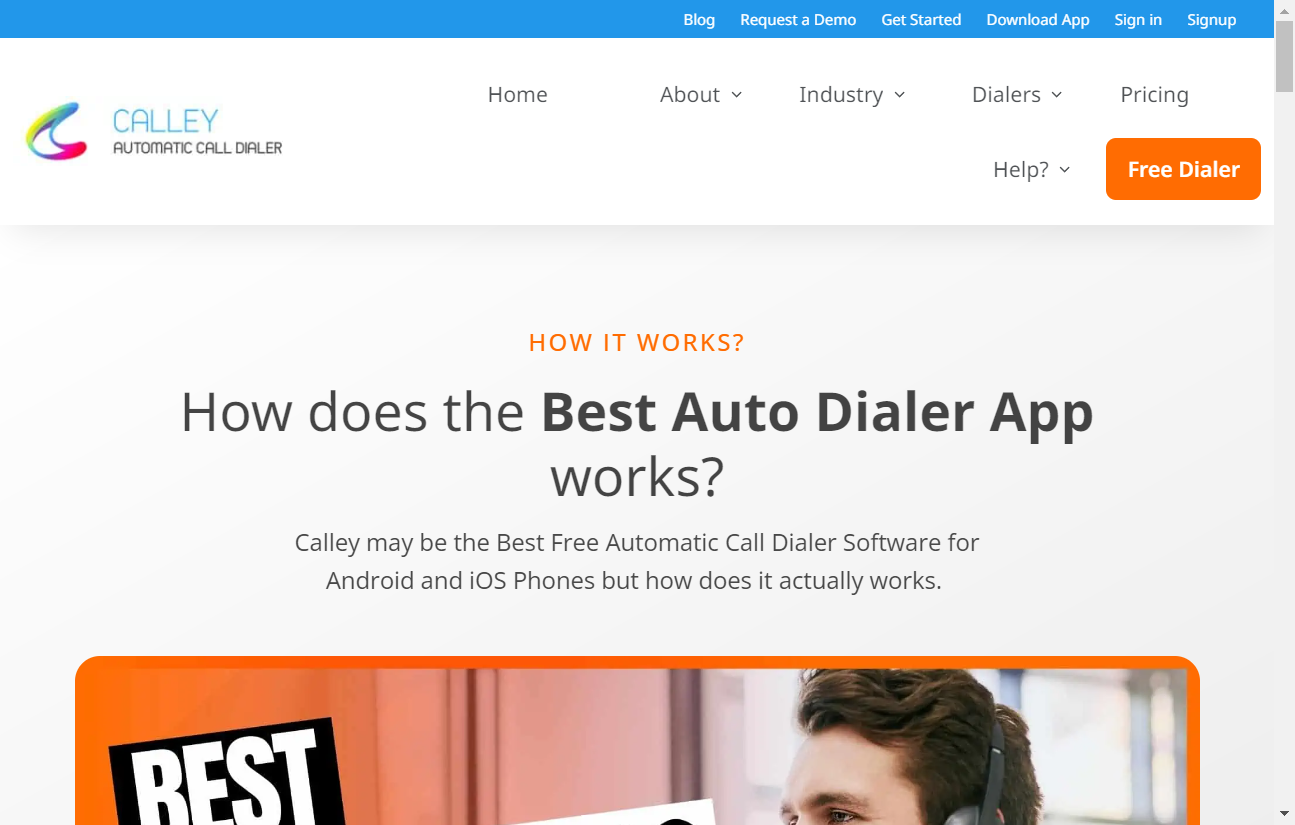 Blog Request a Demo Get Started Download App Sign in Signup
CALLEY
AUTOMATIC CALL DIALER
Home About Industry Dialers Pricing
Help? Free Dialer
HOW IT WORKS?
How does the Best Auto Dialer App
works?
Calley may be the Best Free Automatic Call Dialer Software for
Android and iOS Phones but how does it actually works.
BEST